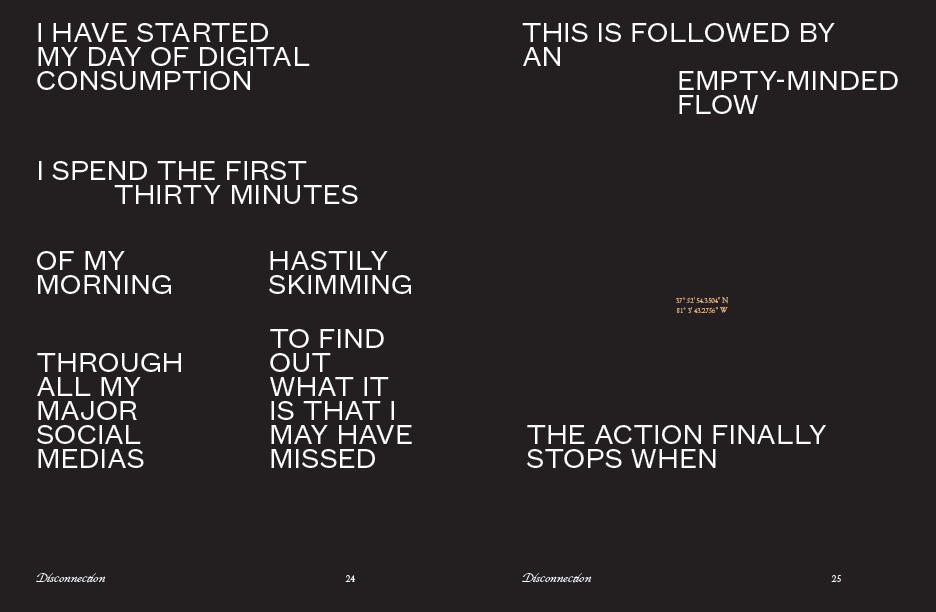 I HAVE STARTED
MY DAY OF DIGITAL
CONSUMPTION
I SPEND THE FIRST
THIRTY MINUTES
OF MY
MORNING
HASTILY
SKIMMING
THROUGH
ALL MY
MAJOR
SOCIAL
MEDIAS
TO FIND
OUT
WHAT IT
IS THAT I
MAY HAVE
MISSED
Disconnection
24
THIS IS FOLLOWED BY
AN
EMPTY-MINDED
FLOW
37° 52' 54.3504" N
81° 3' 43.2756" W
THE ACTION FINALLY
STOPS WHEN
Disconnection
25